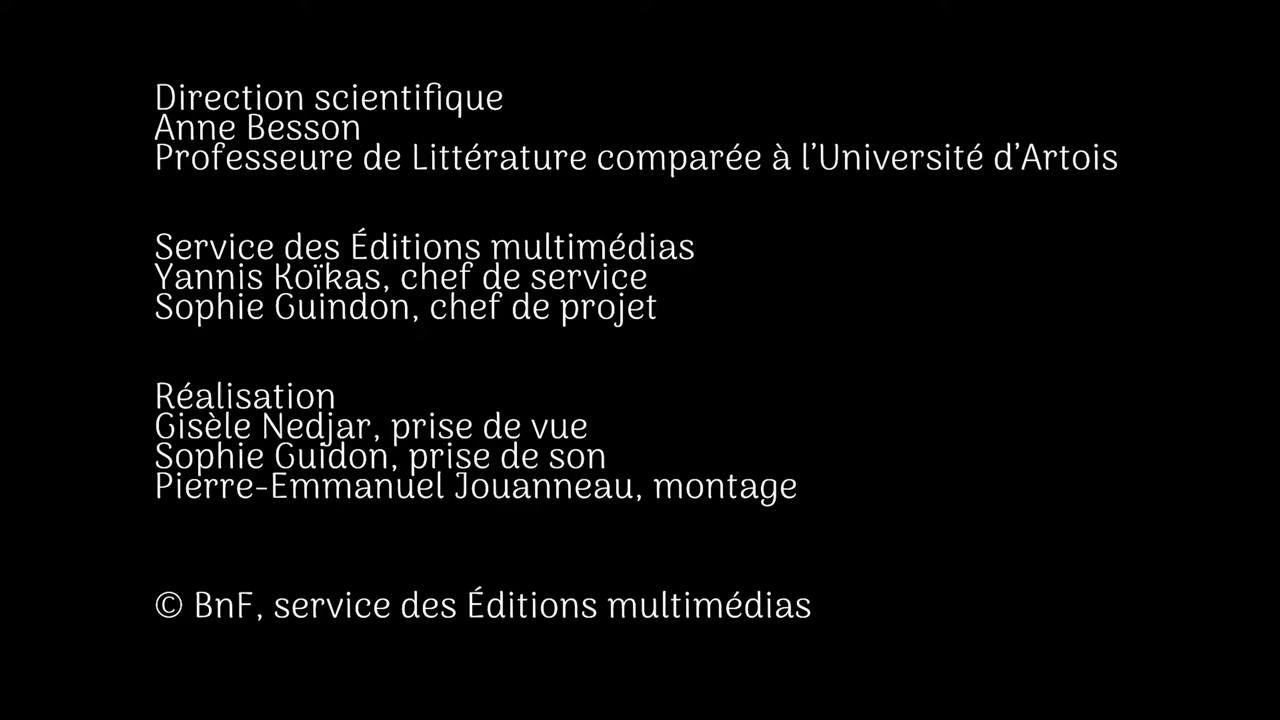 Direction scientifique
Anne Besson
Professeure de Littérature comparée à l’Université d’Artois
Service des Éditions multimédias
Yannis Koïkas, chef de service
Sophie Guindon, chef de projet
Réalisation
Gisèle Nedjar, prise de vue
Sophie Guidon, prise de son
Pierre-Emmanuel Jouanneau, montage
© BnF, service des Éditions multimédias